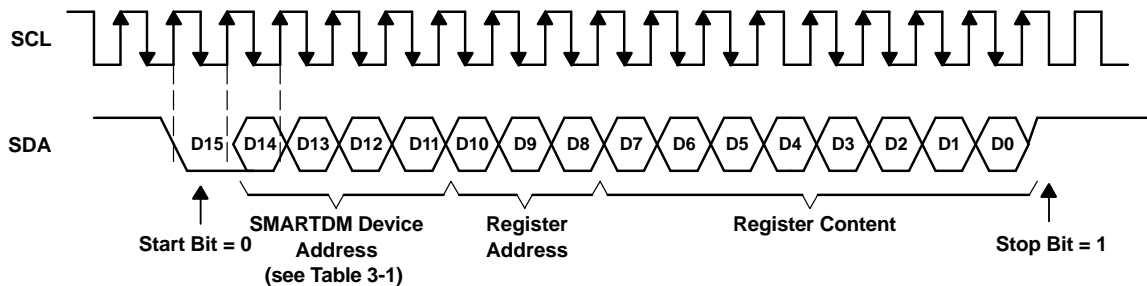 SCL
SDA
D15 D14 D13 D12 D11 D10 D9 D8 D7 D6 D5 D4 D3 D2 D1 D0
Start Bit = 0
SMARTDM Device
Address
(see Table 3-1)
Register
Address
Register Content
Stop Bit = 1